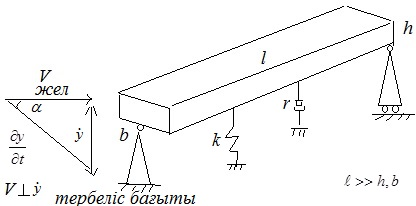 h
V
l
жел
α
r
∂y/∂t
ẏ
b
k
V⊥ẏ
ℓ >> h, b
тербеліс бағыты